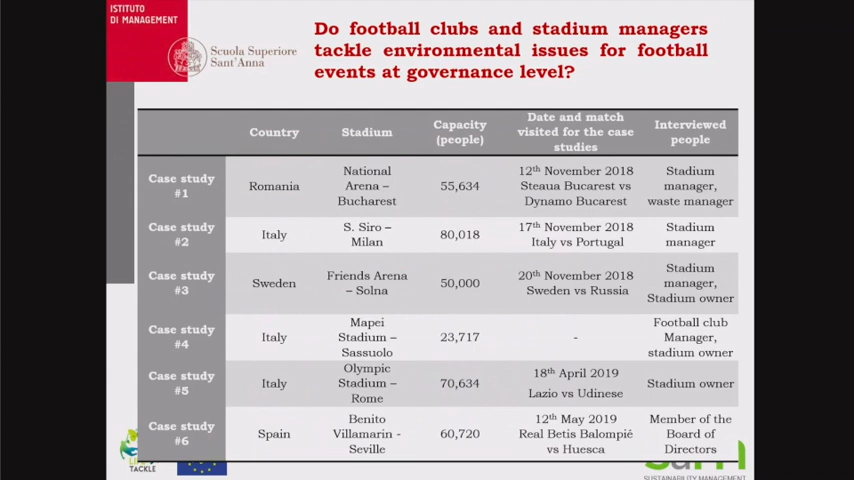 ISTITUTO
DI MANAGEMENT
Scuola Superiore
Sant'Anna
Do football clubs and stadium managers
tackle environmental issues for football
events at governance level?
Country
Stadium
Capacity
(people)
Date and match
visited for the case
studies
Interviewed
people
Case study
#1
Romania
National
Arena –
Bucharest
55,634
12th November 2018
Steaua Bucarest vs
Dynamo Bucarest
Stadium
manager,
waste manager
Case study
#2
Italy
S. Siro –
Milan
80,018
17th November 2018
Italy vs Portugal
Stadium
manager
Case study
#3
Sweden
Friends Arena
– Solna
50,000
20th November 2018
Sweden vs Russia
Stadium
manager,
Stadium owner
Case study
#4
Italy
Mapei
Stadium –
Sassuolo
23,717
-
Football club
Manager,
stadium owner
Case study
#5
Italy
Olympic
Stadium –
Rome
70,634
18th April 2019
Lazio vs Udinese
Stadium owner
Case study
#6
Spain
Benito
Villamarin -
Seville
60,720
12th May 2019
Real Betis Balompié
vs Huesca
Member of the
Board of
Directors
TACKLE
SUSTAINABILITY MANAGEMENT